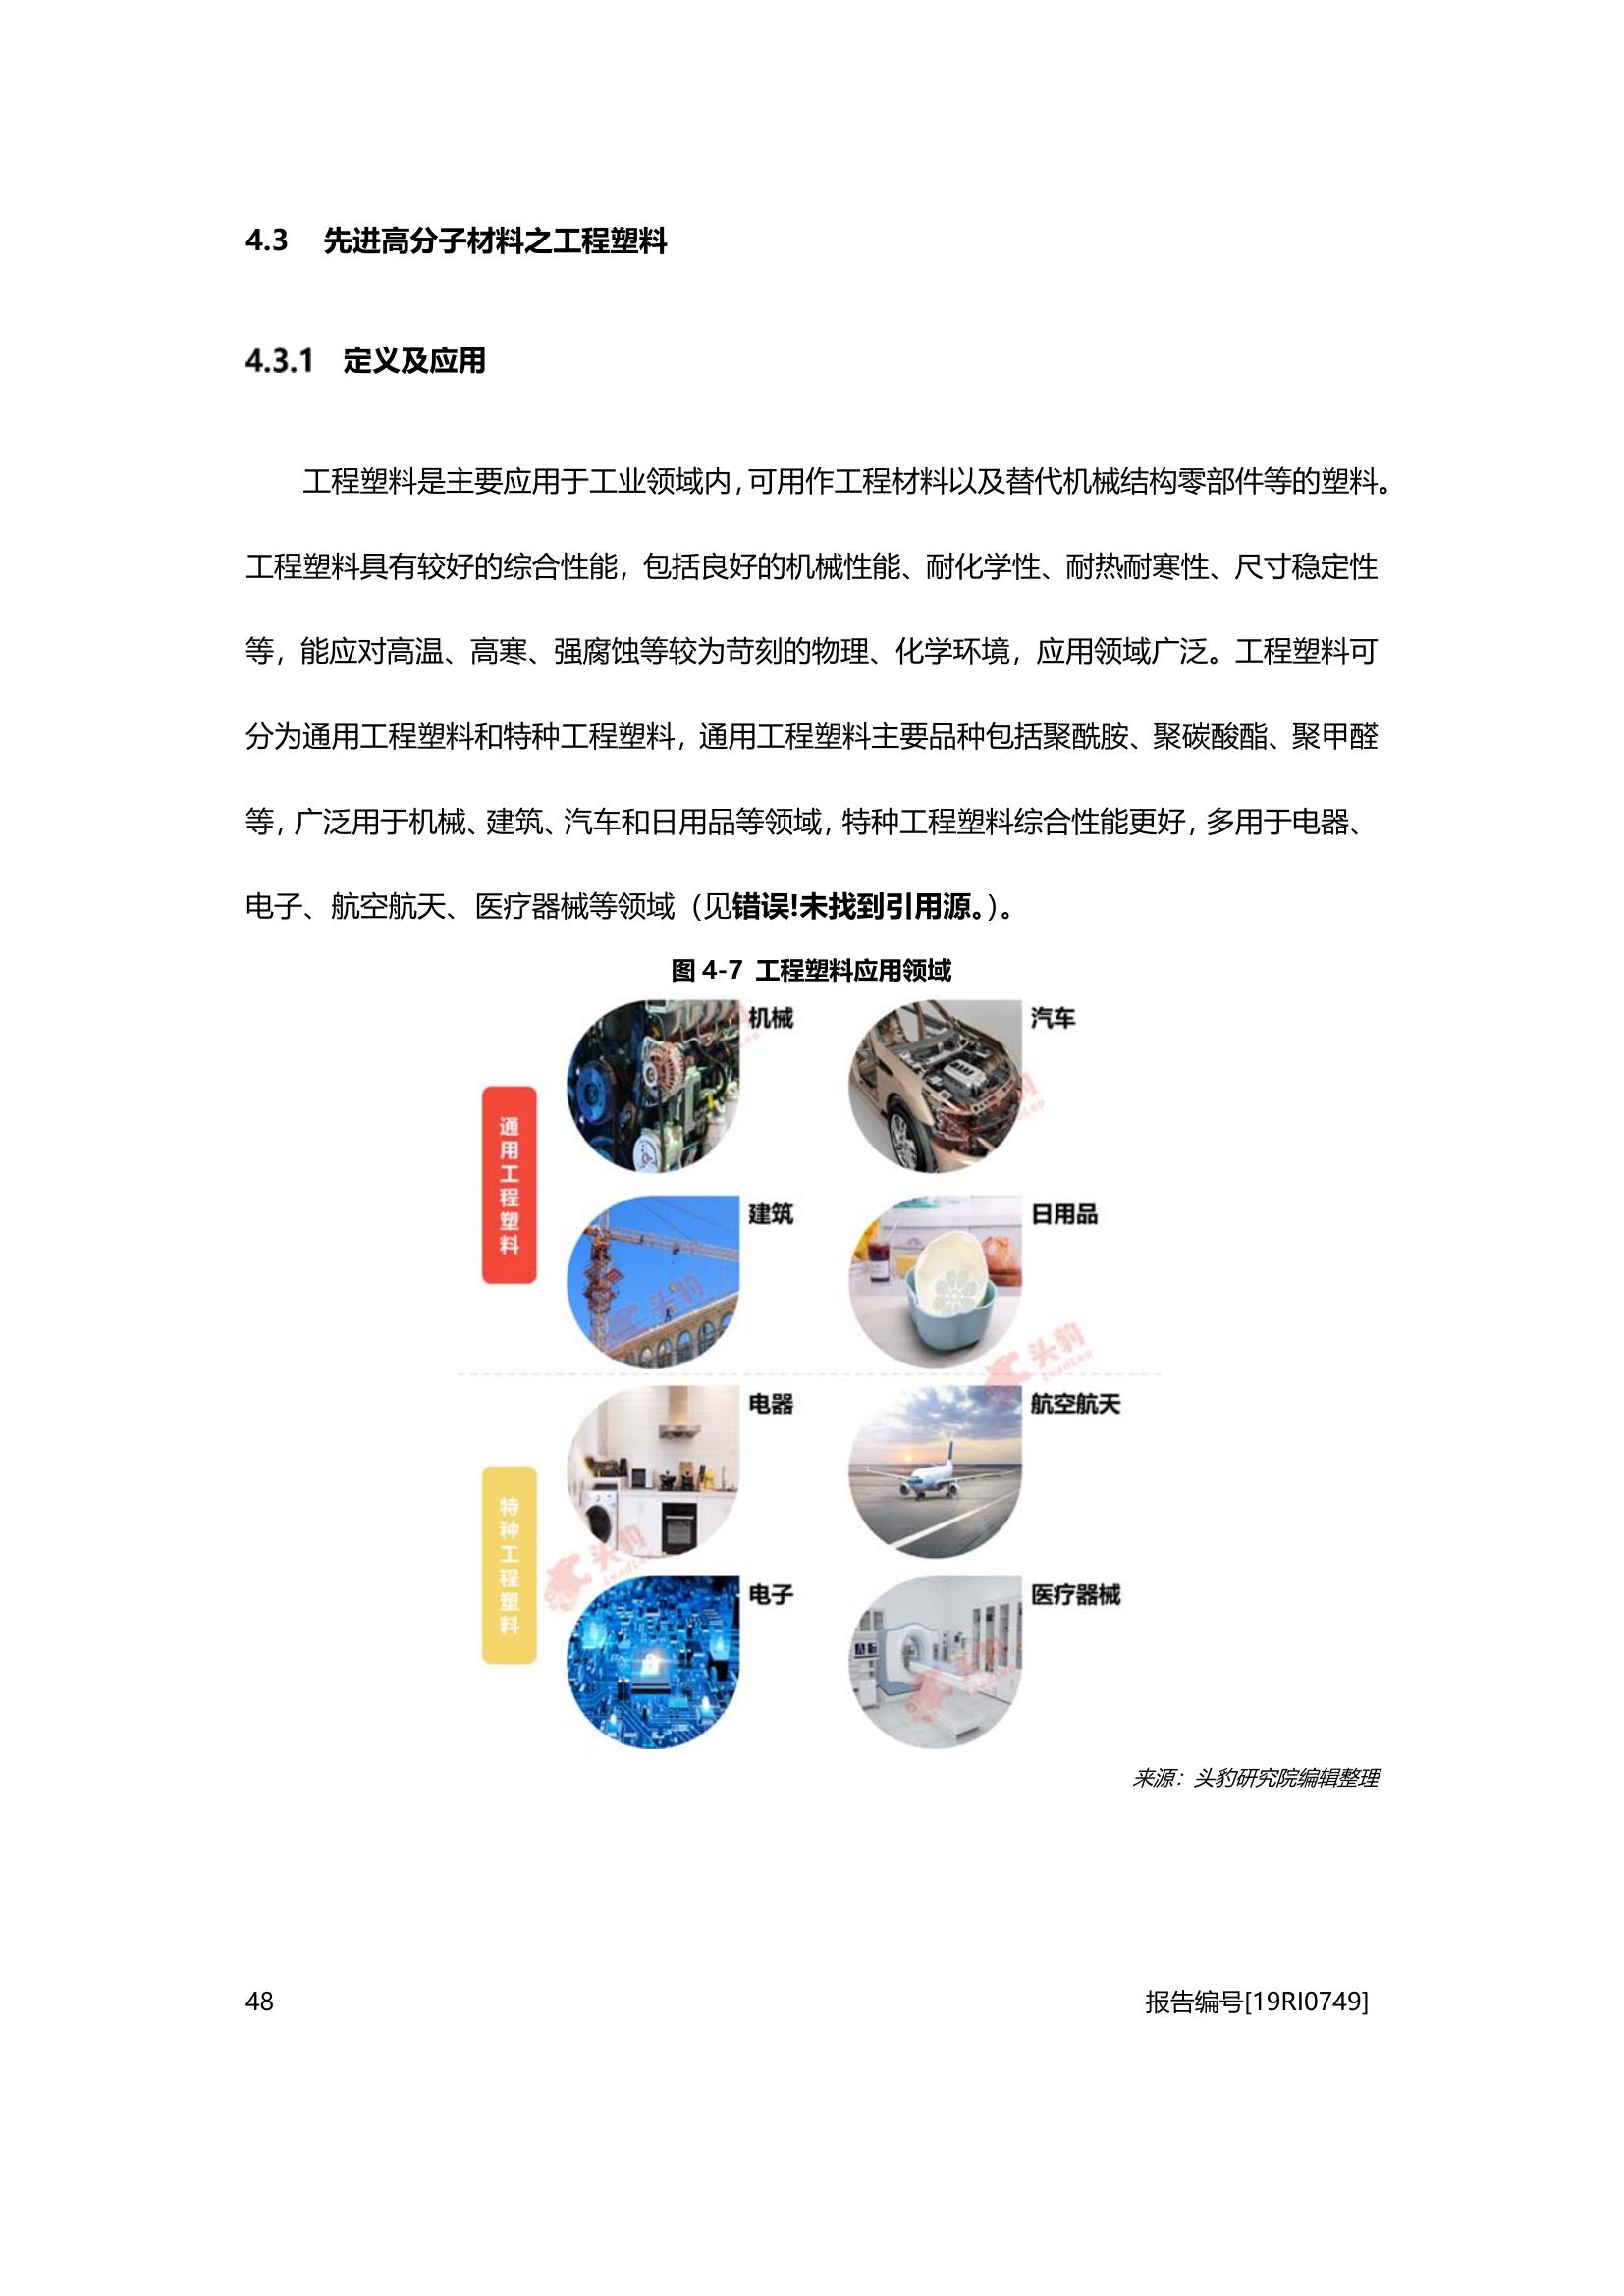 4.3 先进高分子材料之工程塑料
4.3.1 定义及应用
工程塑料是主要应用于工业领域内，可用作工程材料以及替代机械结构零部件等的塑料。
工程塑料具有较好的综合性能，包括良好的机械性能、耐化学性、耐热耐寒性、尺寸稳定性
等，能应对高温、高寒、强腐蚀等较为苛刻的物理、化学环境，应用领域广泛。工程塑料可
分为通用工程塑料和特种工程塑料，通用工程塑料主要品种包括聚酰胺、聚碳酸酯、聚甲醛
等，广泛用于机械、建筑、汽车和日用品等领域，特种工程塑料综合性能更好，多用于电器、
电子、航空航天、医疗器械等领域（见错误!未找到引用源。）。
图 4-7 工程塑料应用领域
通用工程塑料
机械
汽车
建筑
日用品
头豹
头豹
LeadLeo
特种工程塑料
电器
航空航天
头豹
LeadLeo
电子
医疗器械
头豹
来源：头豹研究院编辑整理
48
报告编号[19RI0749]